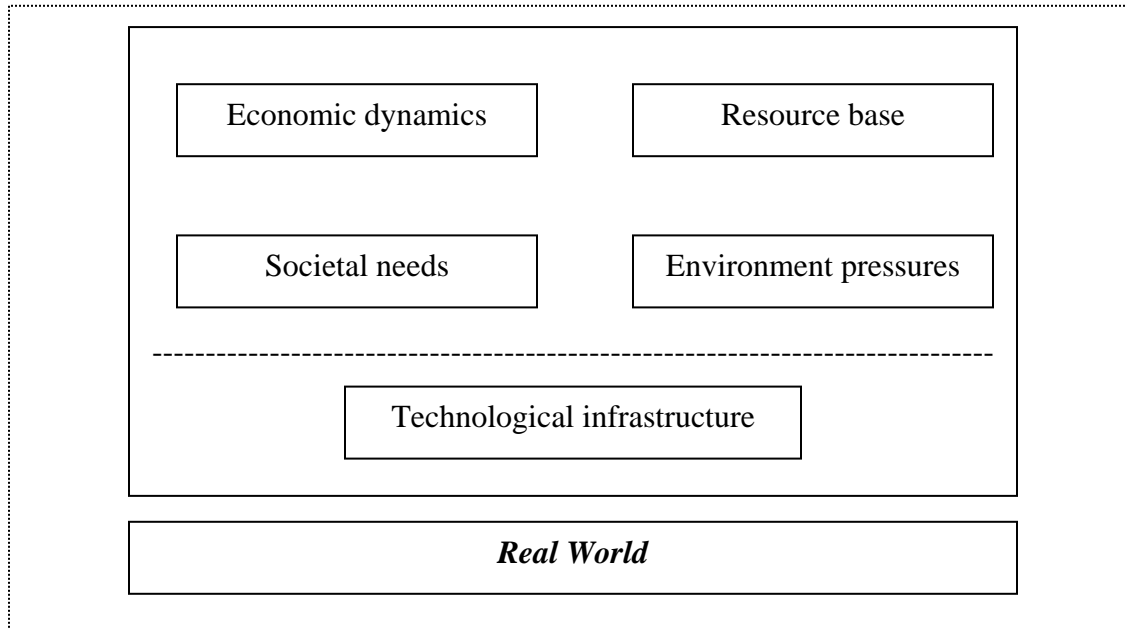 Economic dynamics
Resource base
Societal needs
Environment pressures
Technological infrastructure
Real World